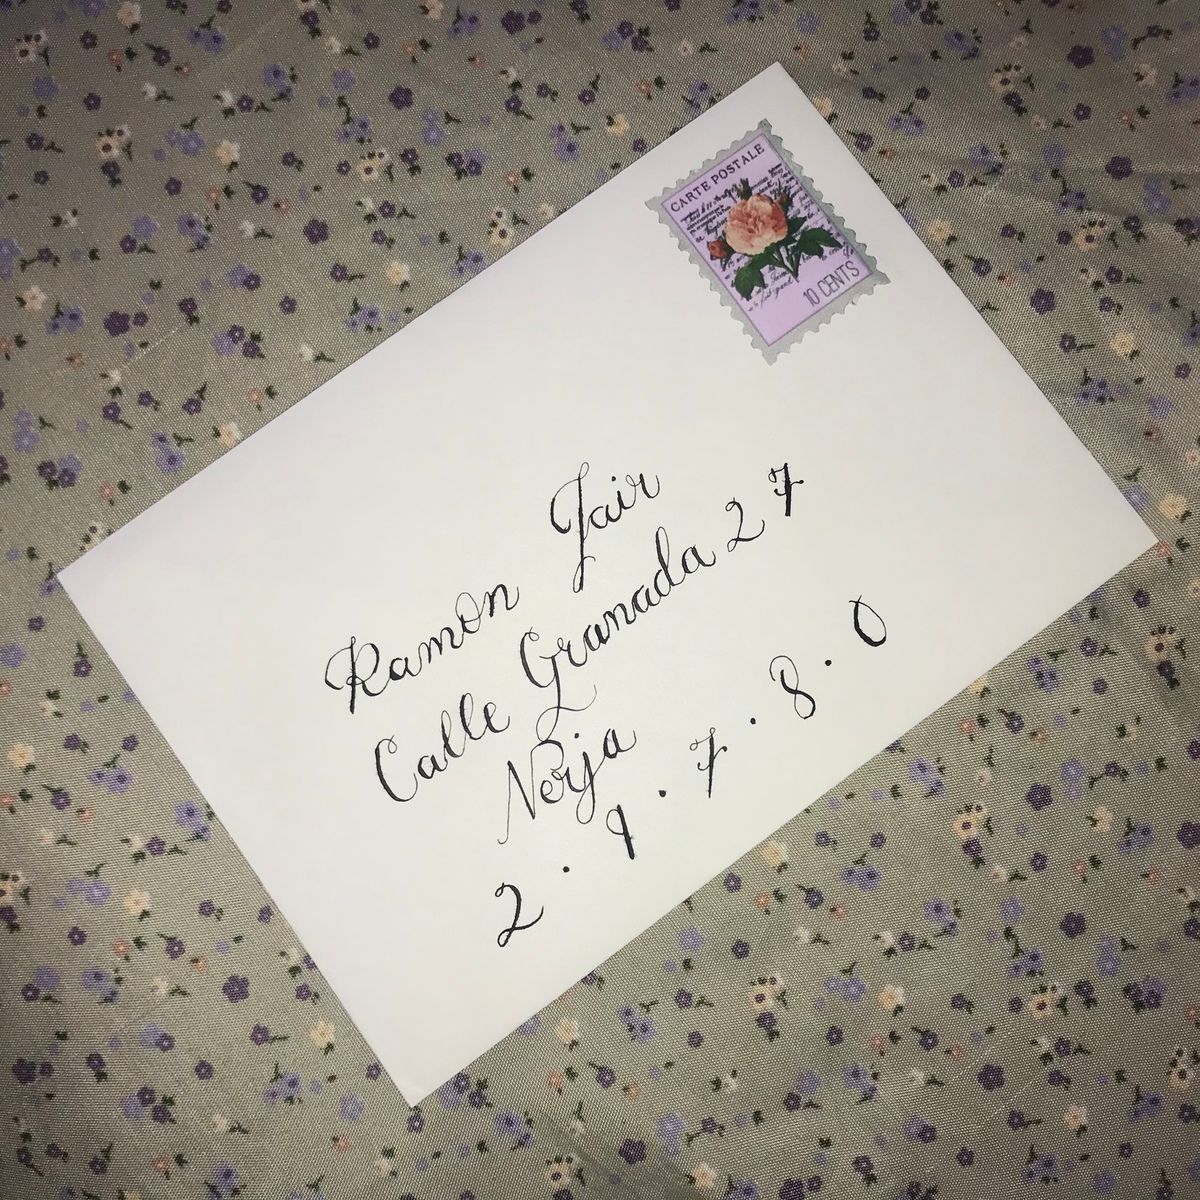 CARTE POSTALE
10 CENTS
Ramon Jair
Calle Granada 27
Nerja
2.9.7.8.0